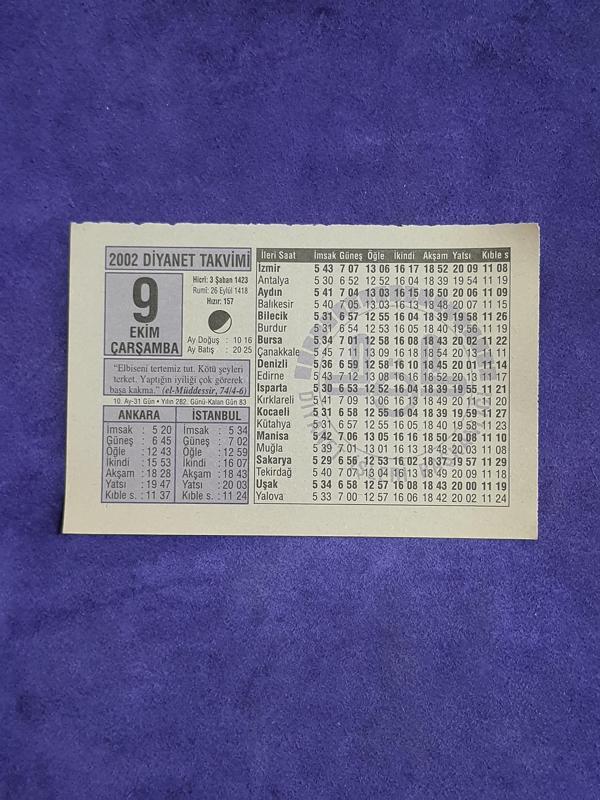 2002 DİYANET TAKVİMİ
9
EKİM
ÇARŞAMBA
Hicrî: 3 Şaban 1423
Rumî: 26 Eylül 1418
Hızır: 157
Ay Doğuş : 10 16
Ay Batış : 20 25
“Elbiseni tertemiz tut. Kötü şeyleri
terket. Yaptığın iyiliği çok görerek
başa kakma.” (el-Müddessir, 74/4-6)
10. Ay-31 Gün • Yılın 282. Günü-Kalan Gün 83
ANKARA
İmsak : 5 20
Güneş : 6 45
Öğle : 12 43
İkindi : 15 53
Akşam : 18 28
Yatsı : 19 47
Kıble s. : 11 37
İSTANBUL
İmsak : 5 34
Güneş : 7 02
Öğle : 12 59
İkindi : 16 07
Akşam : 18 43
Yatsı : 20 03
Kıble s. : 11 24
İleri Saat İmsak Güneş Öğle İkindi Akşam Yatsı Kıble s
İzmir 5 43 7 07 13 06 16 17 18 52 20 09 11 08
Antalya 5 30 6 52 12 52 16 04 18 39 19 54 11 19
Aydın 5 41 7 04 13 03 16 15 18 50 20 06 11 09
Balıkesir 5 40 7 05 13 03 16 13 18 48 20 07 11 15
Bilecik 5 31 6 57 12 55 16 04 18 39 19 58 11 26
Burdur 5 31 6 54 12 53 16 05 18 40 19 56 11 19
Bursa 5 34 7 01 12 58 16 08 18 43 20 02 11 22
Çanakkale 5 45 7 11 13 09 16 18 18 54 20 13 11 11
Denizli 5 36 6 59 12 58 16 10 18 45 20 01 11 14
Edirne 5 43 7 12 13 08 16 16 18 52 20 13 11 17
Isparta 5 30 6 53 12 52 16 04 18 39 19 55 11 21
Kırklareli 5 41 7 09 13 06 16 14 18 49 20 11 11 19
Kocaeli 5 31 6 58 12 55 16 04 18 39 19 59 11 27
Kütahya 5 31 6 57 12 55 16 05 18 40 19 58 11 22
Manisa 5 42 7 06 13 05 16 16 18 50 20 08 11 10
Muğla 5 39 7 01 13 01 16 13 18 48 20 03 11 08
Sakarya 5 29 6 56 12 53 16 02 18 37 19 57 11 29
Tekirdağ 5 40 7 07 13 04 16 13 18 48 20 09 11 18
Uşak 5 34 6 58 12 57 16 08 18 43 20 00 11 19
Yalova 5 33 7 00 12 57 16 06 18 42 20 02 11 24